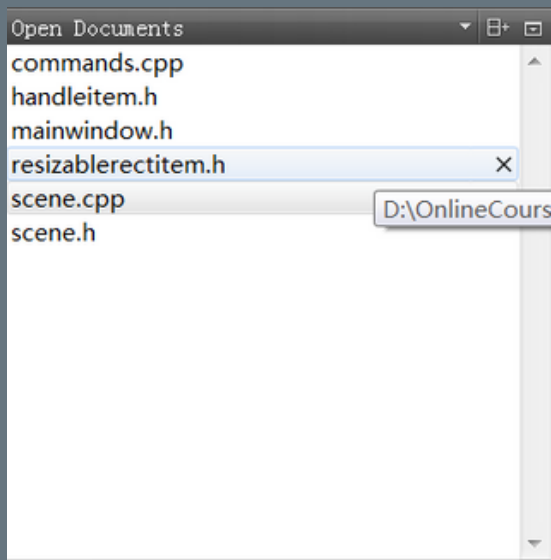 Open Documents
commands.cpp
handleitem.h
mainwindow.h
resizablerectitem.h
scene.cpp
D:\OnlineCours
scene.h